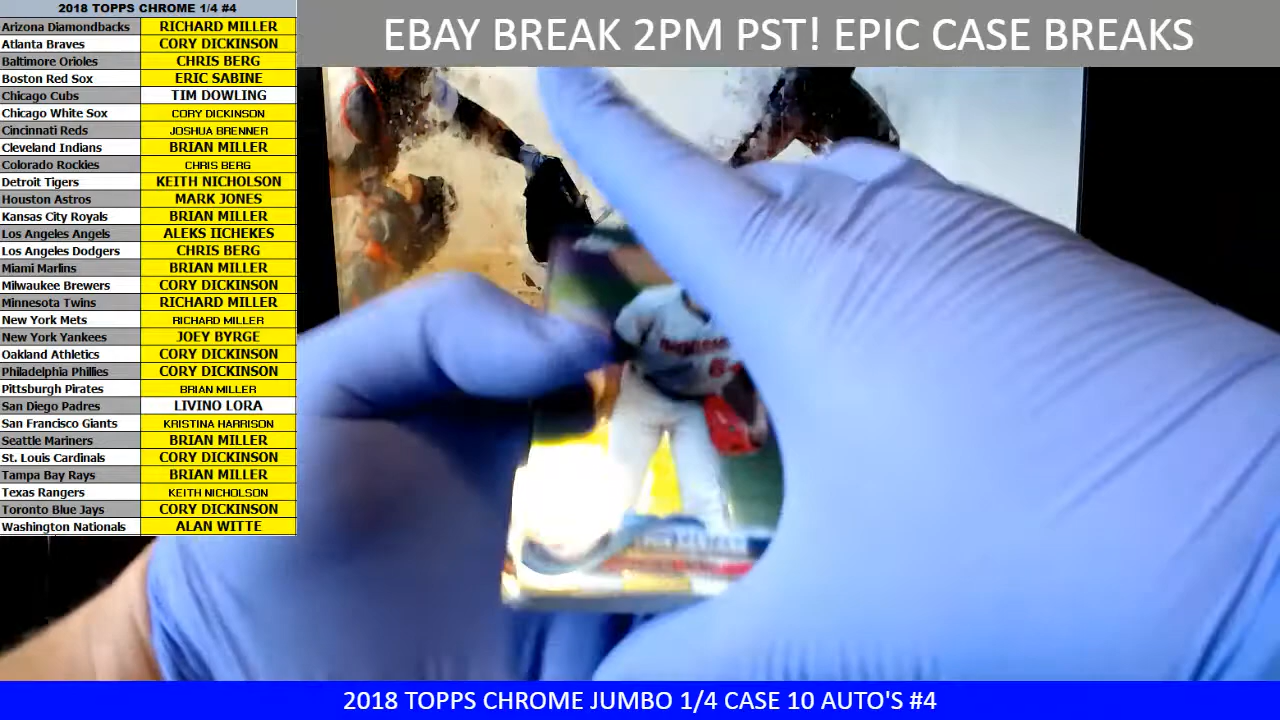 2018 TOPPS CHROME 1/4 #4
Arizona Diamondbacks RICHARD MILLER
Atlanta Braves CORY DICKINSON
Baltimore Orioles CHRIS BERG
Boston Red Sox ERIC SABINE
Chicago Cubs TIM DOWLING
Chicago White Sox CORY DICKINSON
Cincinnati Reds JOSHUA BRENNER
Cleveland Indians BRIAN MILLER
Colorado Rockies CHRIS BERG
Detroit Tigers KEITH NICHOLSON
Houston Astros MARK JONES
Kansas City Royals BRIAN MILLER
Los Angeles Angels ALEKS IICHEKES
Los Angeles Dodgers CHRIS BERG
Miami Marlins BRIAN MILLER
Milwaukee Brewers CORY DICKINSON
Minnesota Twins RICHARD MILLER
New York Mets RICHARD MILLER
New York Yankees JOEY BYRGE
Oakland Athletics CORY DICKINSON
Philadelphia Phillies CORY DICKINSON
Pittsburgh Pirates BRIAN MILLER
San Diego Padres LIVINO LORA
San Francisco Giants KRISTINA HARRISON
Seattle Mariners BRIAN MILLER
St. Louis Cardinals CORY DICKINSON
Tampa Bay Rays BRIAN MILLER
Texas Rangers KEITH NICHOLSON
Toronto Blue Jays CORY DICKINSON
Washington Nationals ALAN WITTE
EBAY BREAK 2PM PST! EPIC CASE BREAKS
2018 TOPPS CHROME JUMBO 1/4 CASE 10 AUTO'S #4